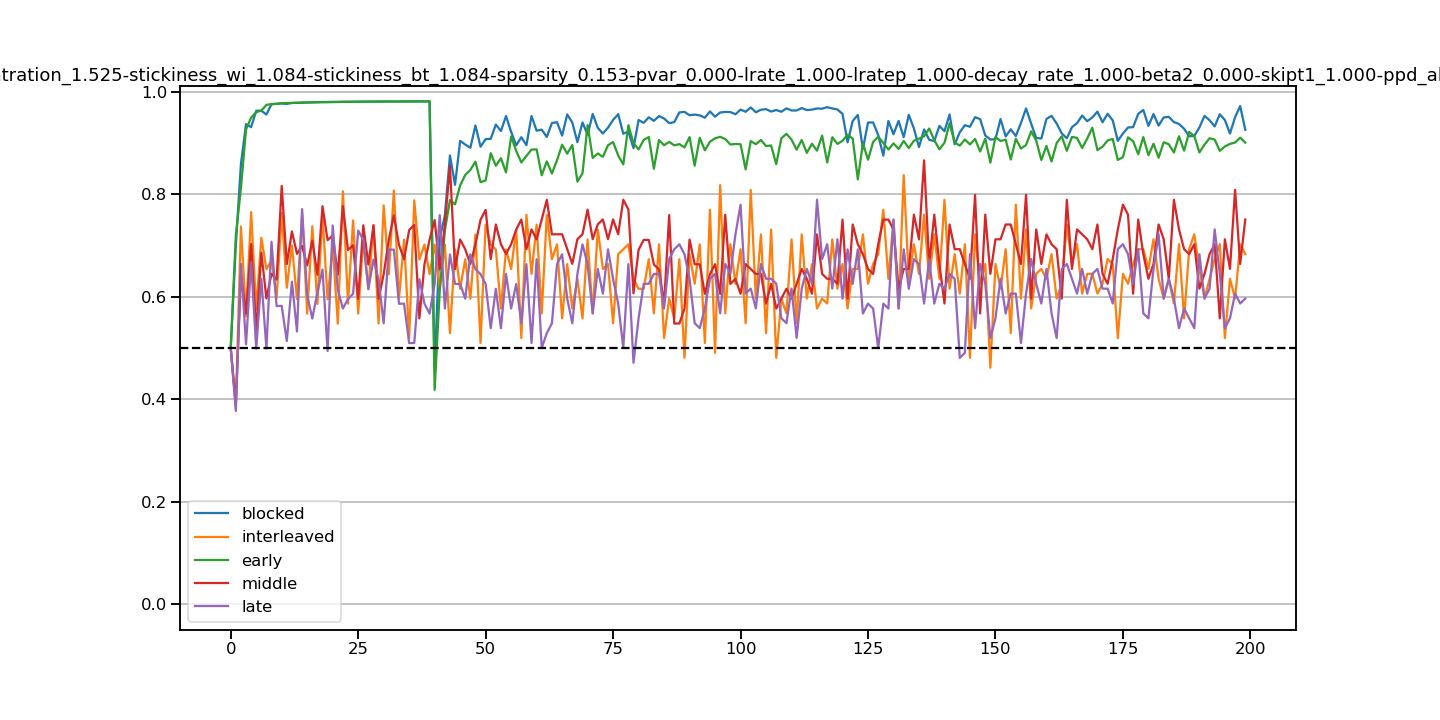 tration_1.525-stickiness_wi_1.084-stickiness_bt_1.084-sparsity_0.153-pvar_0.000-lrate_1.000-lratep_1.000-decay_rate_1.000-beta2_0.000-skipt1_1.000-ppd_al
1.0
0.8
0.6
0.4
0.2
0.0
blocked
interleaved
early
middle
late
0 25 50 75 100 125 150 175 200